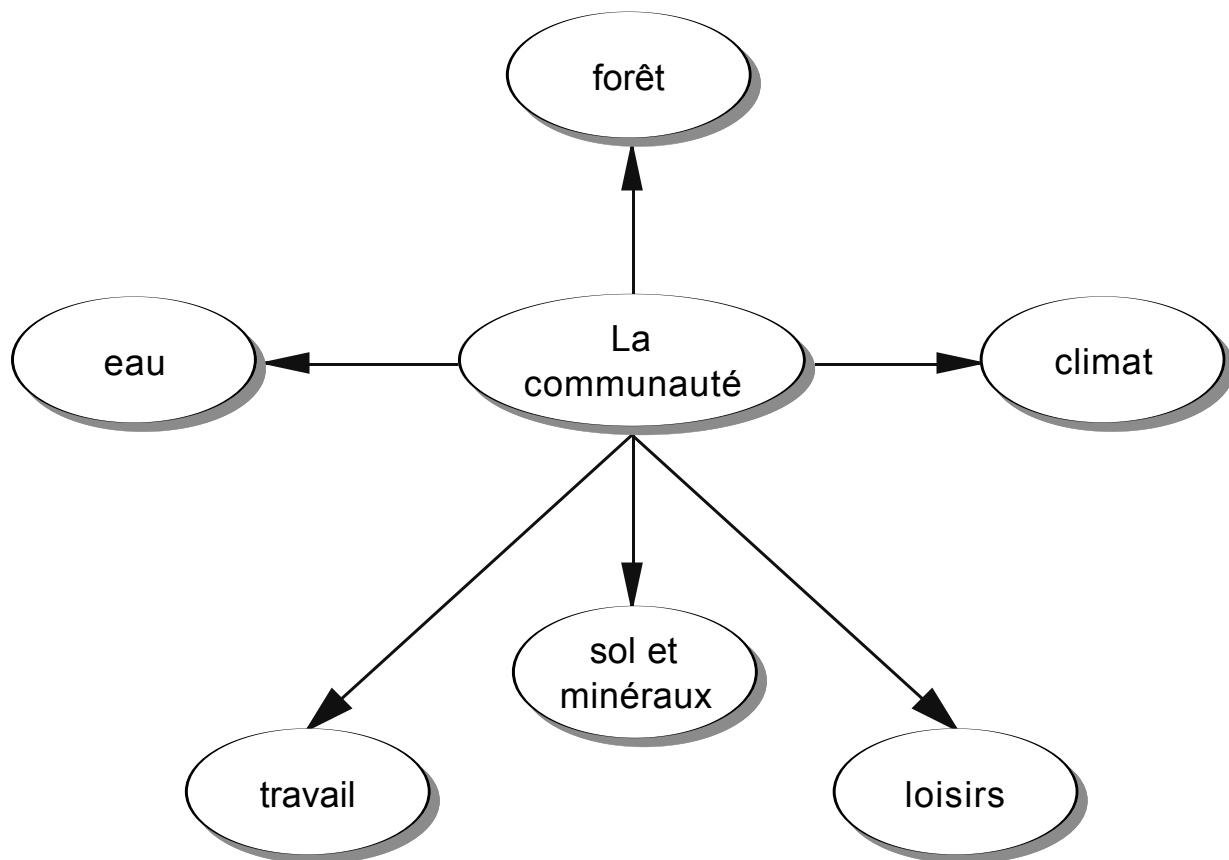 forêt
eau
La
communauté
climat
sol et
minéraux
travail
loisirs